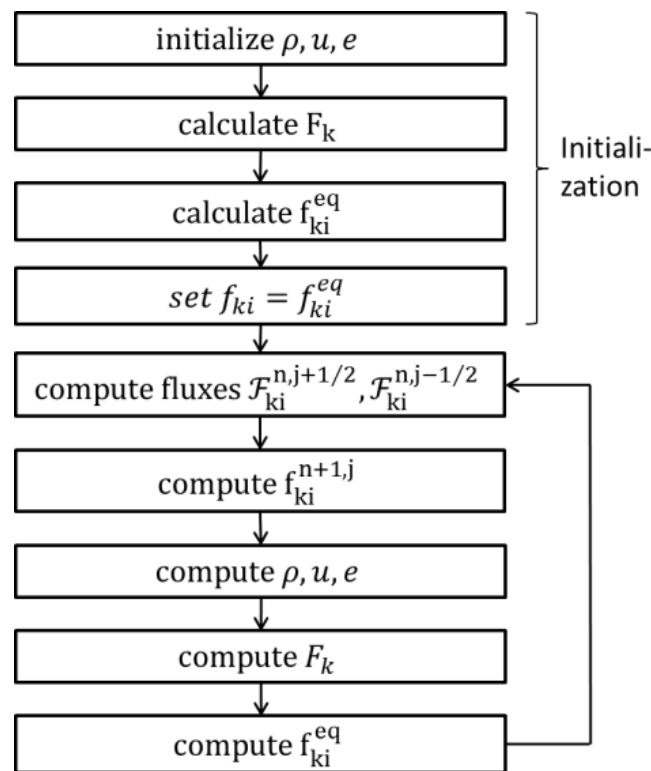 initialize ρ, u, e
calculate F_k
calculate f_ki^eq
set f_ki = f_ki^eq
Initiali-
zation
compute fluxes ℱ_ki^n,j+1/2, ℱ_ki^n,j−1/2
compute f_ki^n+1,j
compute ρ, u, e
compute F_k
compute f_ki^eq